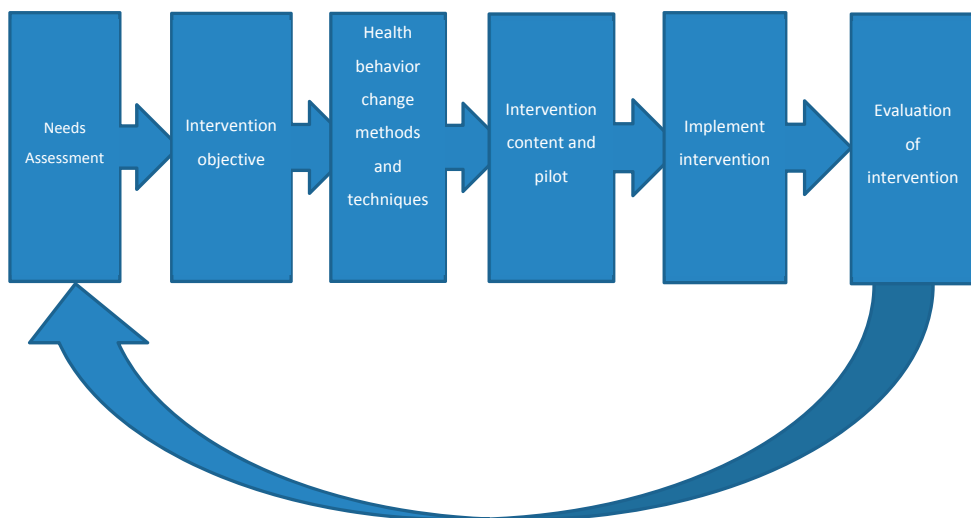 Needs
Assessment
Intervention
objective
Health
behavior
change
methods
and
techniques
Intervention
content and
pilot
Implement
intervention
Evaluation
of
intervention